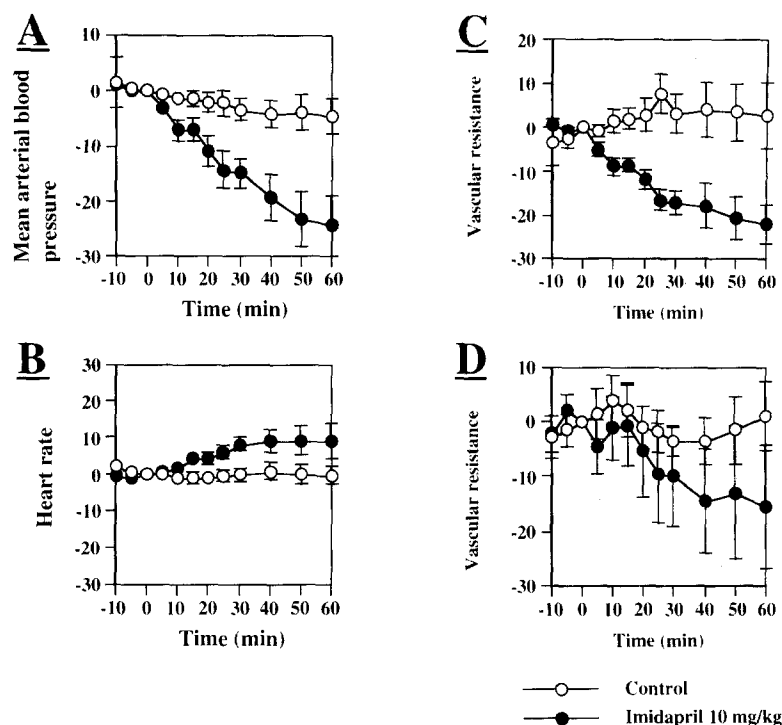 A
10
0
-10
-20
-30
Mean arterial blood
pressure
-10 0 10 20 30 40 50 60
Time (min)
C
20
10
0
-10
-20
-30
Vascular resistance
-10 0 10 20 30 40 50 60
Time (min)
B
30
20
10
0
-10
-20
-30
Heart rate
-10 0 10 20 30 40 50 60
Time (min)
D
10
0
-10
-20
-30
Vascular resistance
-10 0 10 20 30 40 50 60
Time (min)
Control
Imidapril 10 mg/kg